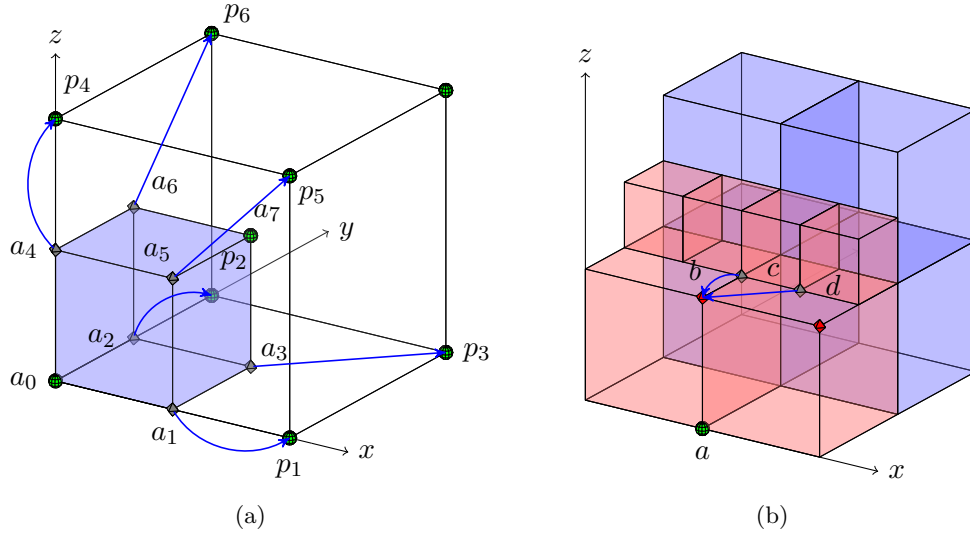 p₆
z
p₄
a₆
a₇
p₅
y
a₄
a₅
p₂
a₂
a₃
p₃
a₀
a₁
x
p₁
(a)
z
b
c
d
a
x
(b)